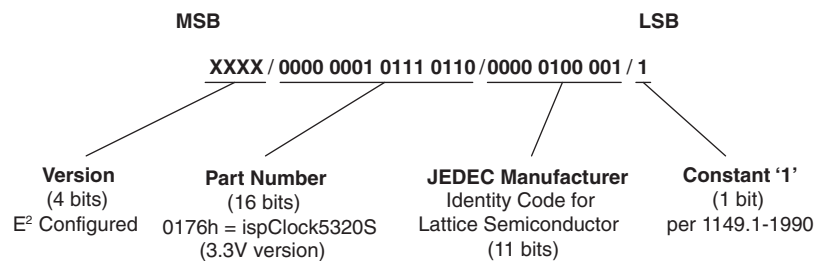 MSB LSB
XXXX / 0000 0001 0111 0110 / 0000 0100 001 / 1
Version
(4 bits)
E² Configured
Part Number
(16 bits)
0176h = ispClock5320S
(3.3V version)
JEDEC Manufacturer
Identity Code for
Lattice Semiconductor
(11 bits)
Constant ‘1’
(1 bit)
per 1149.1-1990